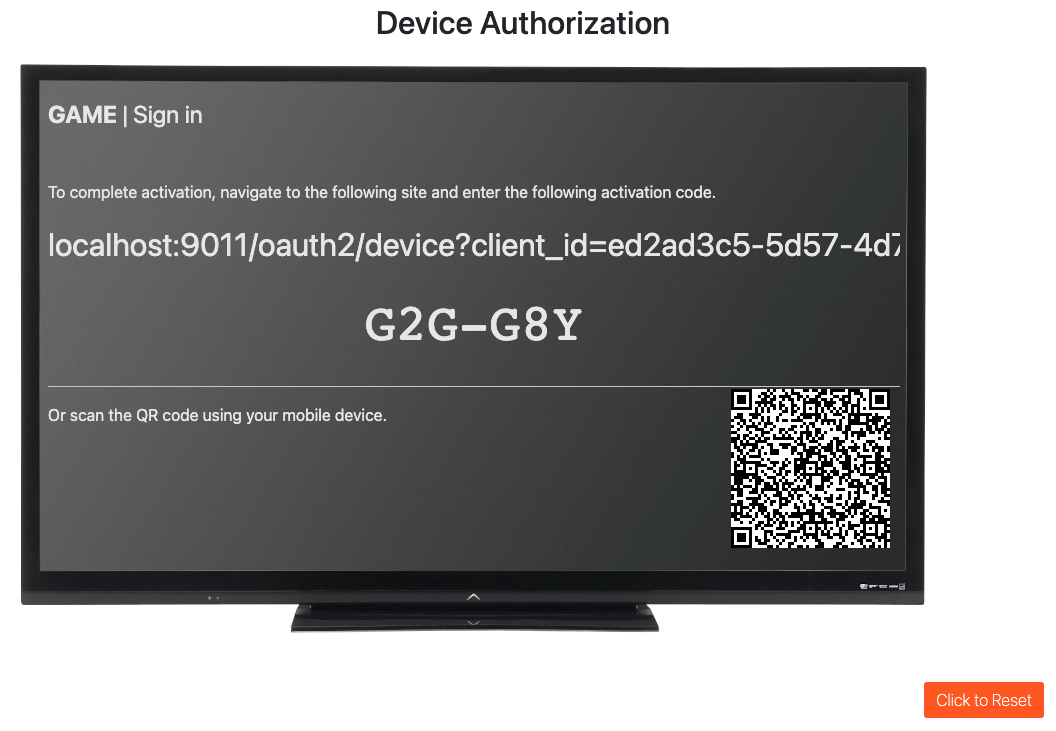 Device Authorization
GAME | Sign in
To complete activation, navigate to the following site and enter the following activation code.
localhost:9011/oauth2/device?client_id=ed2ad3c5-5d57-4d7
G2G-G8Y
Or scan the QR code using your mobile device.
Click to Reset